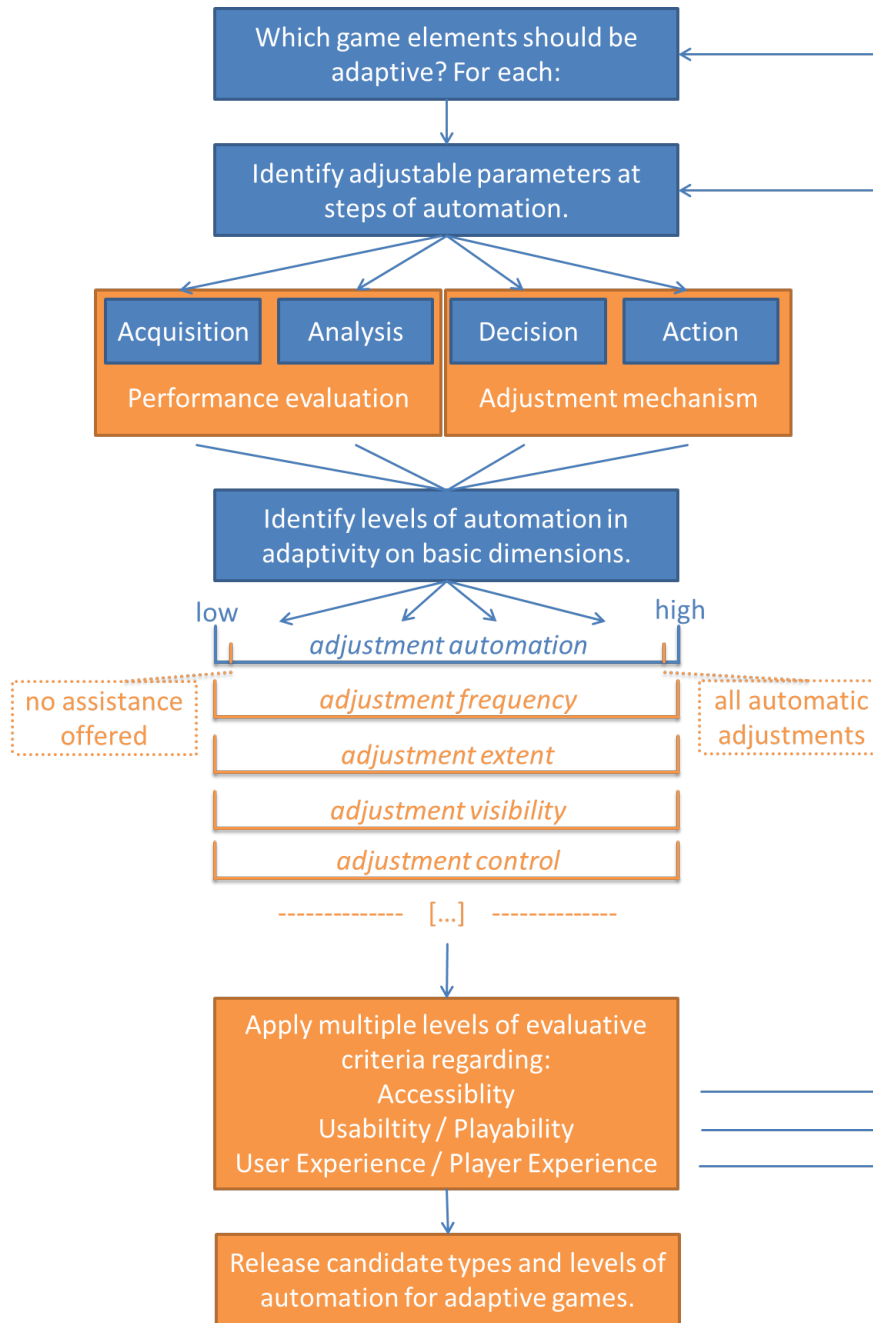 Which game elements should be
adaptive? For each:
Identify adjustable parameters at
steps of automation.
Acquisition
Analysis
Decision
Action
Performance evaluation
Adjustment mechanism
Identify levels of automation in
adaptivity on basic dimensions.
low
high
adjustment automation
no assistance
offered
adjustment frequency
all automatic
adjustments
adjustment extent
adjustment visibility
adjustment control
-------------- [...] --------------
Apply multiple levels of evaluative
criteria regarding:
Accessiblity
Usabiltity / Playability
User Experience / Player Experience
Release candidate types and levels of
automation for adaptive games.